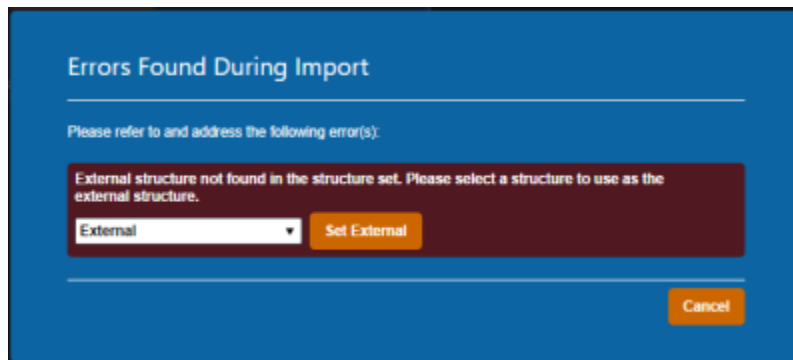 Errors Found During Import
Please refer to and address the following error(s):
External structure not found in the structure set. Please select a structure to use as the
external structure.
External
Set External
Cancel